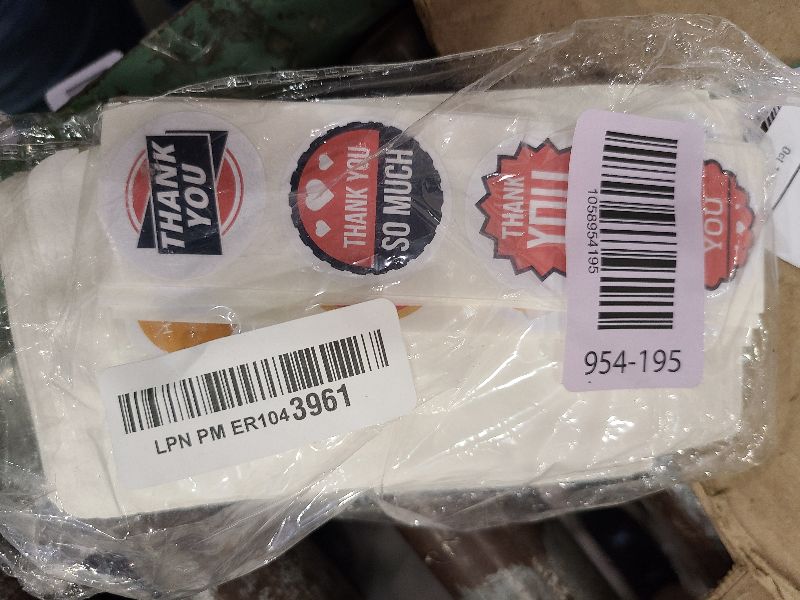 THANK
YOU
THANK YOU
SO MUCH
THANK
YOU
YOU
1058954195
954-195
LPN PM ER1043961